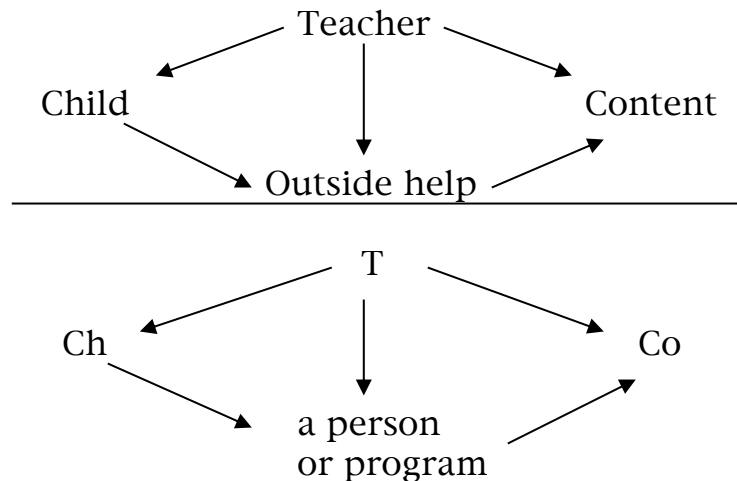 Teacher
Child
Content
Outside help
T
Ch
Co
a person
or program